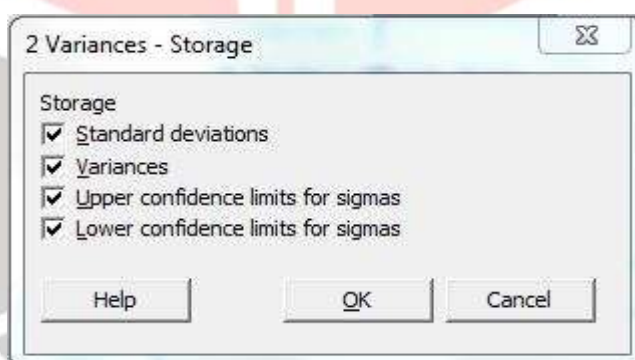 2 Variances - Storage
Storage
Standard deviations
Variances
Upper confidence limits for sigmas
Lower confidence limits for sigmas
Help OK Cancel